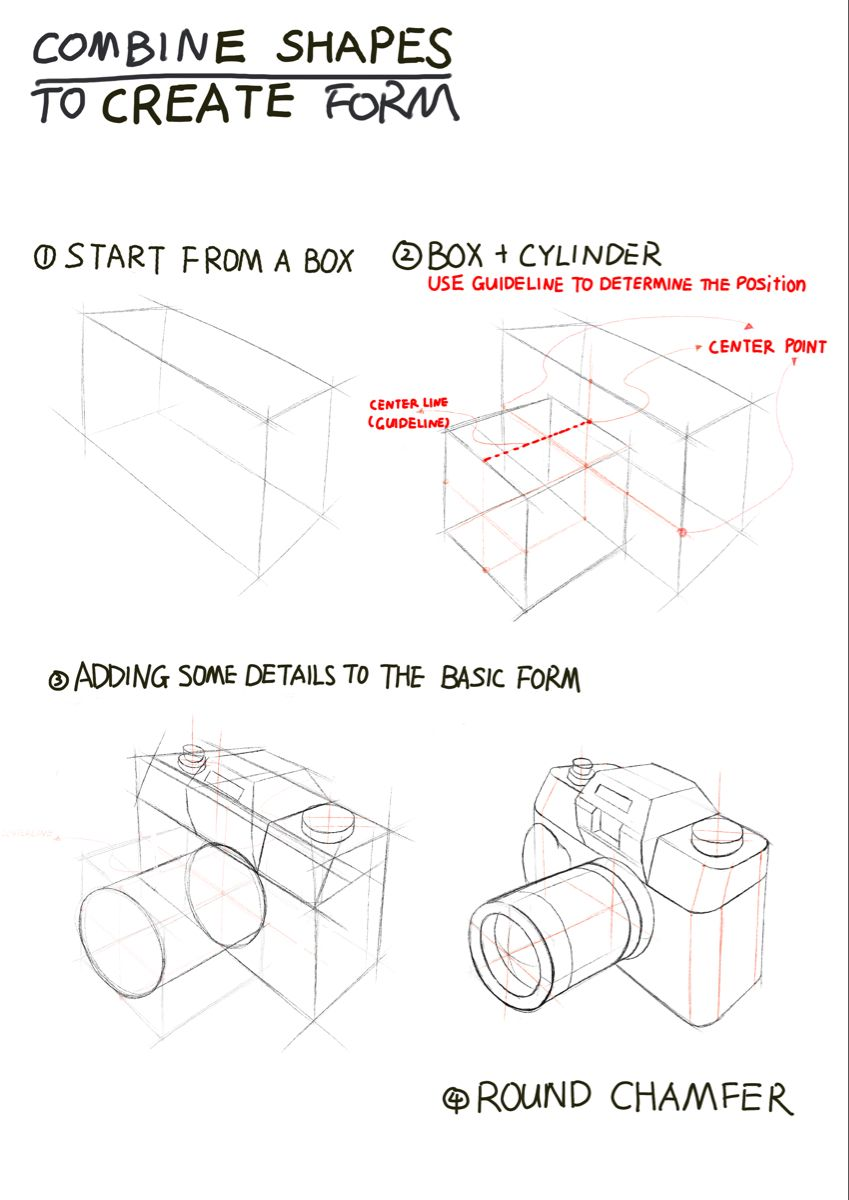 COMBINE SHAPES
TO CREATE FORM
① START FROM A BOX
② BOX + CYLINDER
USE GUIDELINE TO DETERMINE THE POSITION
CENTER POINT
CENTER LINE
(GUIDELINE)
③ ADDING SOME DETAILS TO THE BASIC FORM
④ ROUND CHAMFER